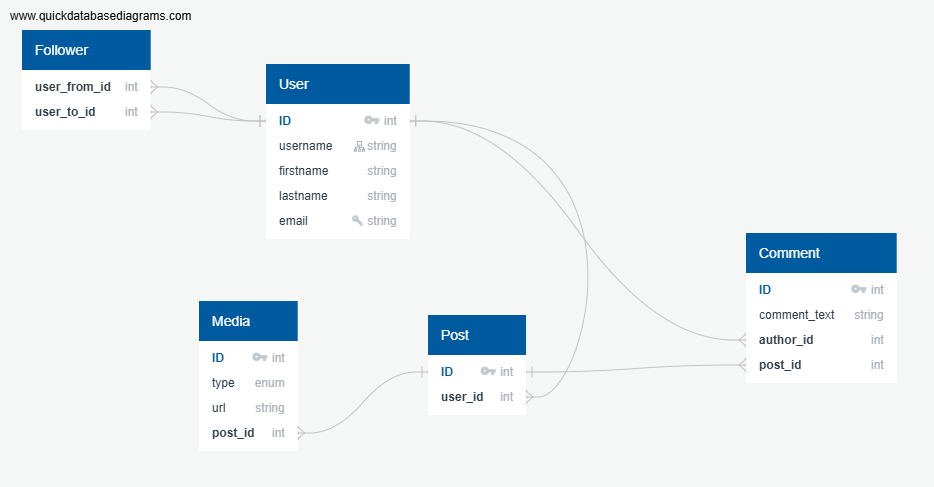 www.quickdatabasediagrams.com
Follower
user_from_id int
user_to_id int
User
ID int
username string
firstname string
lastname string
email string
Comment
ID int
comment_text string
author_id int
post_id int
Media
ID int
type enum
url string
post_id int
Post
ID int
user_id int